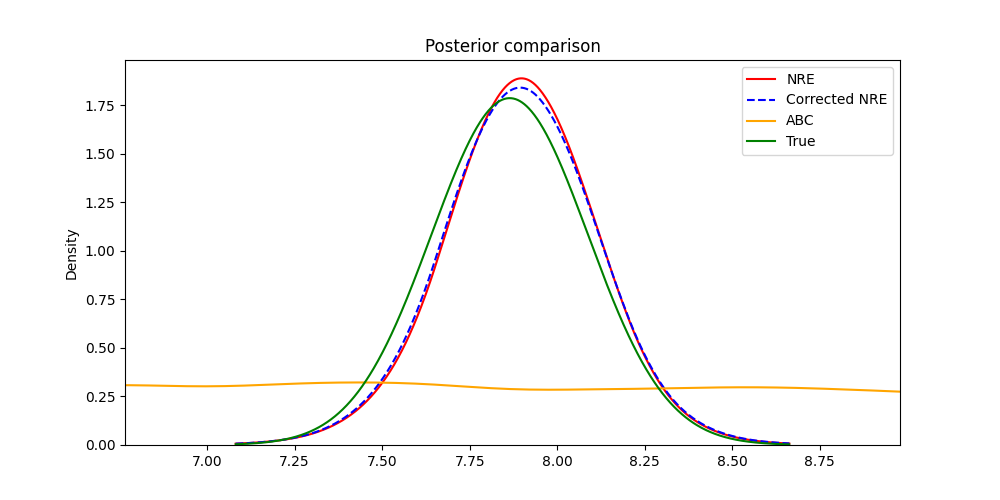 Posterior comparison
NRE
Corrected NRE
ABC
True
Density
1.75
1.50
1.25
1.00
0.75
0.50
0.25
0.00
7.00 7.25 7.50 7.75 8.00 8.25 8.50 8.75